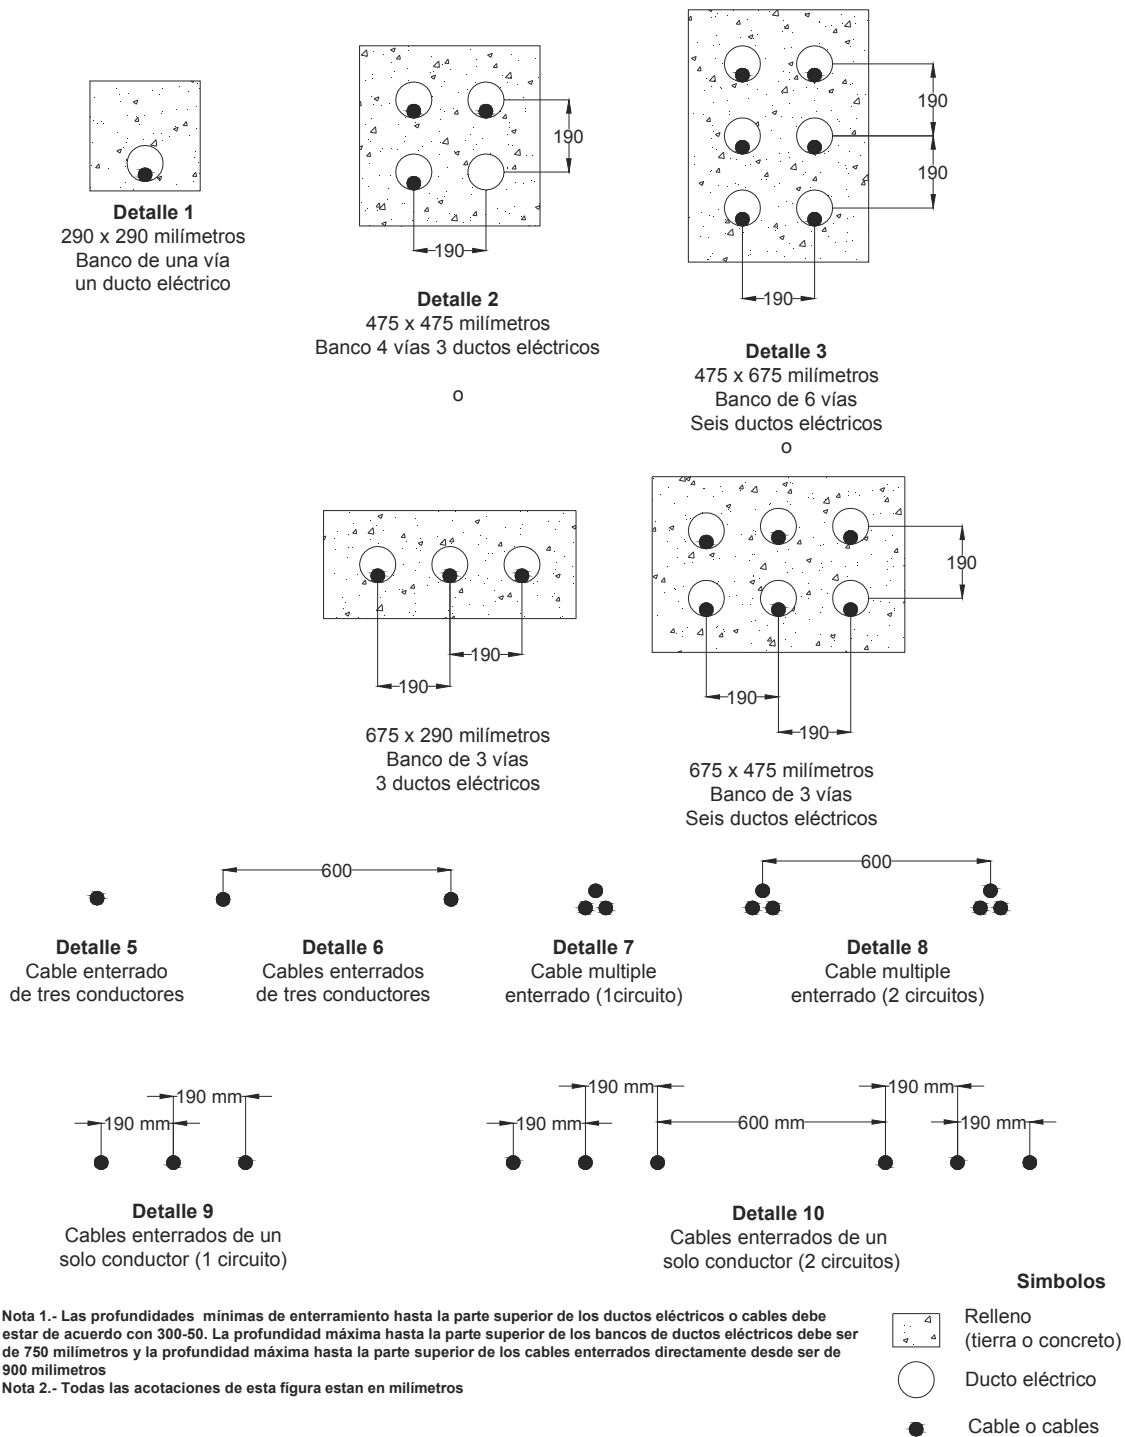 190
190
Detalle 1
290 x 290 milímetros
Banco de una vía
un ducto eléctrico
190
190
Detalle 2
475 x 475 milímetros
Banco 4 vías 3 ductos eléctricos
o
190
Detalle 3
475 x 675 milímetros
Banco de 6 vías
Seis ductos eléctricos
o
190
190
675 x 290 milímetros
Banco de 3 vías
3 ductos eléctricos
190
190
190
675 x 475 milímetros
Banco de 3 vías
Seis ductos eléctricos
Detalle 5
Cable enterrado
de tres conductores
600
Detalle 6
Cables enterrados
de tres conductores
Detalle 7
Cable multiple
enterrado (1circuito)
600
Detalle 8
Cable multiple
enterrado (2 circuitos)
190 mm
190 mm
Detalle 9
Cables enterrados de un
solo conductor (1 circuito)
190 mm
190 mm
600 mm
190 mm
190 mm
Detalle 10
Cables enterrados de un
solo conductor (2 circuitos)
Nota 1.- Las profundidades mínimas de enterramiento hasta la parte superior de los ductos eléctricos o cables debe
estar de acuerdo con 300-50. La profundidad máxima hasta la parte superior de los bancos de ductos eléctricos debe ser
de 750 milímetros y la profundidad máxima hasta la parte superior de los cables enterrados directamente desde ser de
900 milimetros
Nota 2.- Todas las acotaciones de esta fígura estan en milímetros
Simbolos
Relleno
(tierra o concreto)
Ducto eléctrico
Cable o cables